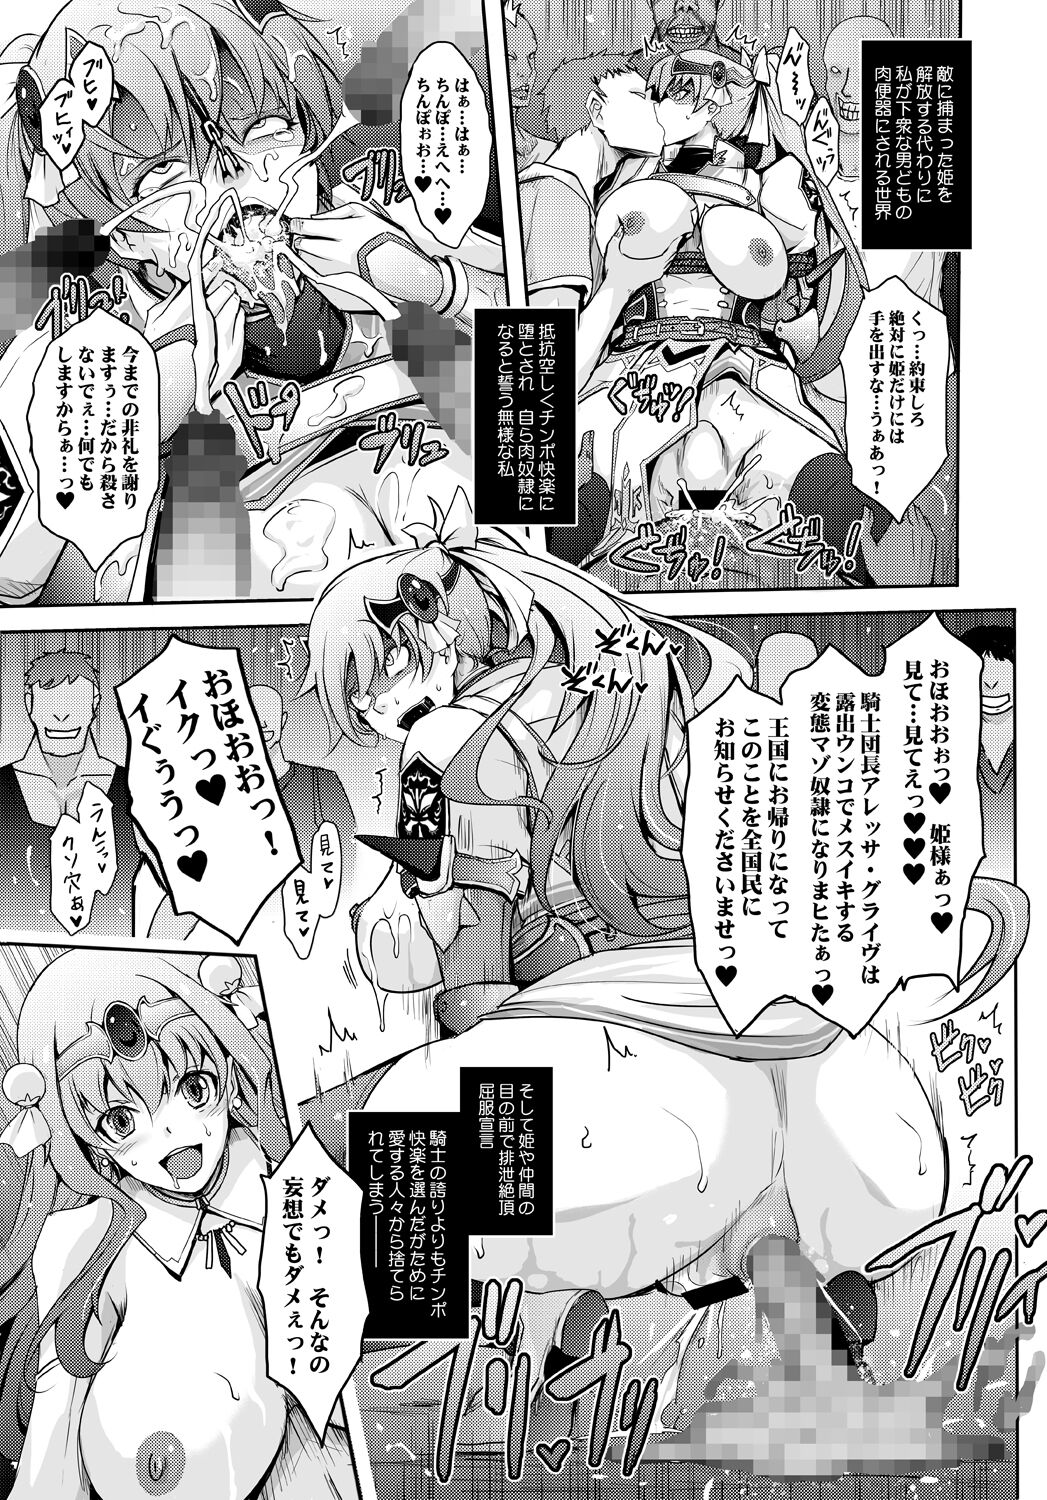 敵に捕まった姫を
解放する代わりに
私が下衆な男どもの
肉便器にされる世界
くっ…約束しろ
絶対に姫だけには
手を出すな…うぁあっ!
ぐぢゅ!
ぐぢゅ!
抵抗空しくチンポ快楽に
堕とされ 自ら肉奴隷に
なると誓う無様な私
はぁ…はぁ…
ちんぽ…えへへ…
ちんぽぉお…♥
ブヒ♥
ブヒィッ♥
今までの非礼を謝り
ますぅ…だから殺さ
ないでぇ…何でも
しますからぁ…っ♥
おほおおぉっ♥ 姫様ぁっ♥
見て…見てえっ♥♥♥
騎士団長アレッサ・グライヴは
露出ウンコでメスイキする
変態マゾ奴隷になりまヒたぁっ♥
王国にお帰りになって
このことを全国民に
お知らせくださいませっ♥
おほおおっ!
イクっ♥
イぐぅううっ♥
見て♥
見て♥
クソ穴ぁ♥
ビクッ♥
ビクッ
そして姫や仲間の
目の前で排泄絶頂
屈服宣言
騎士の誇りよりもチンポ
快楽を選んだがために
愛する人々から捨てら
れてしまう――
ダメっ! そんなの
妄想でもダメぇっ!